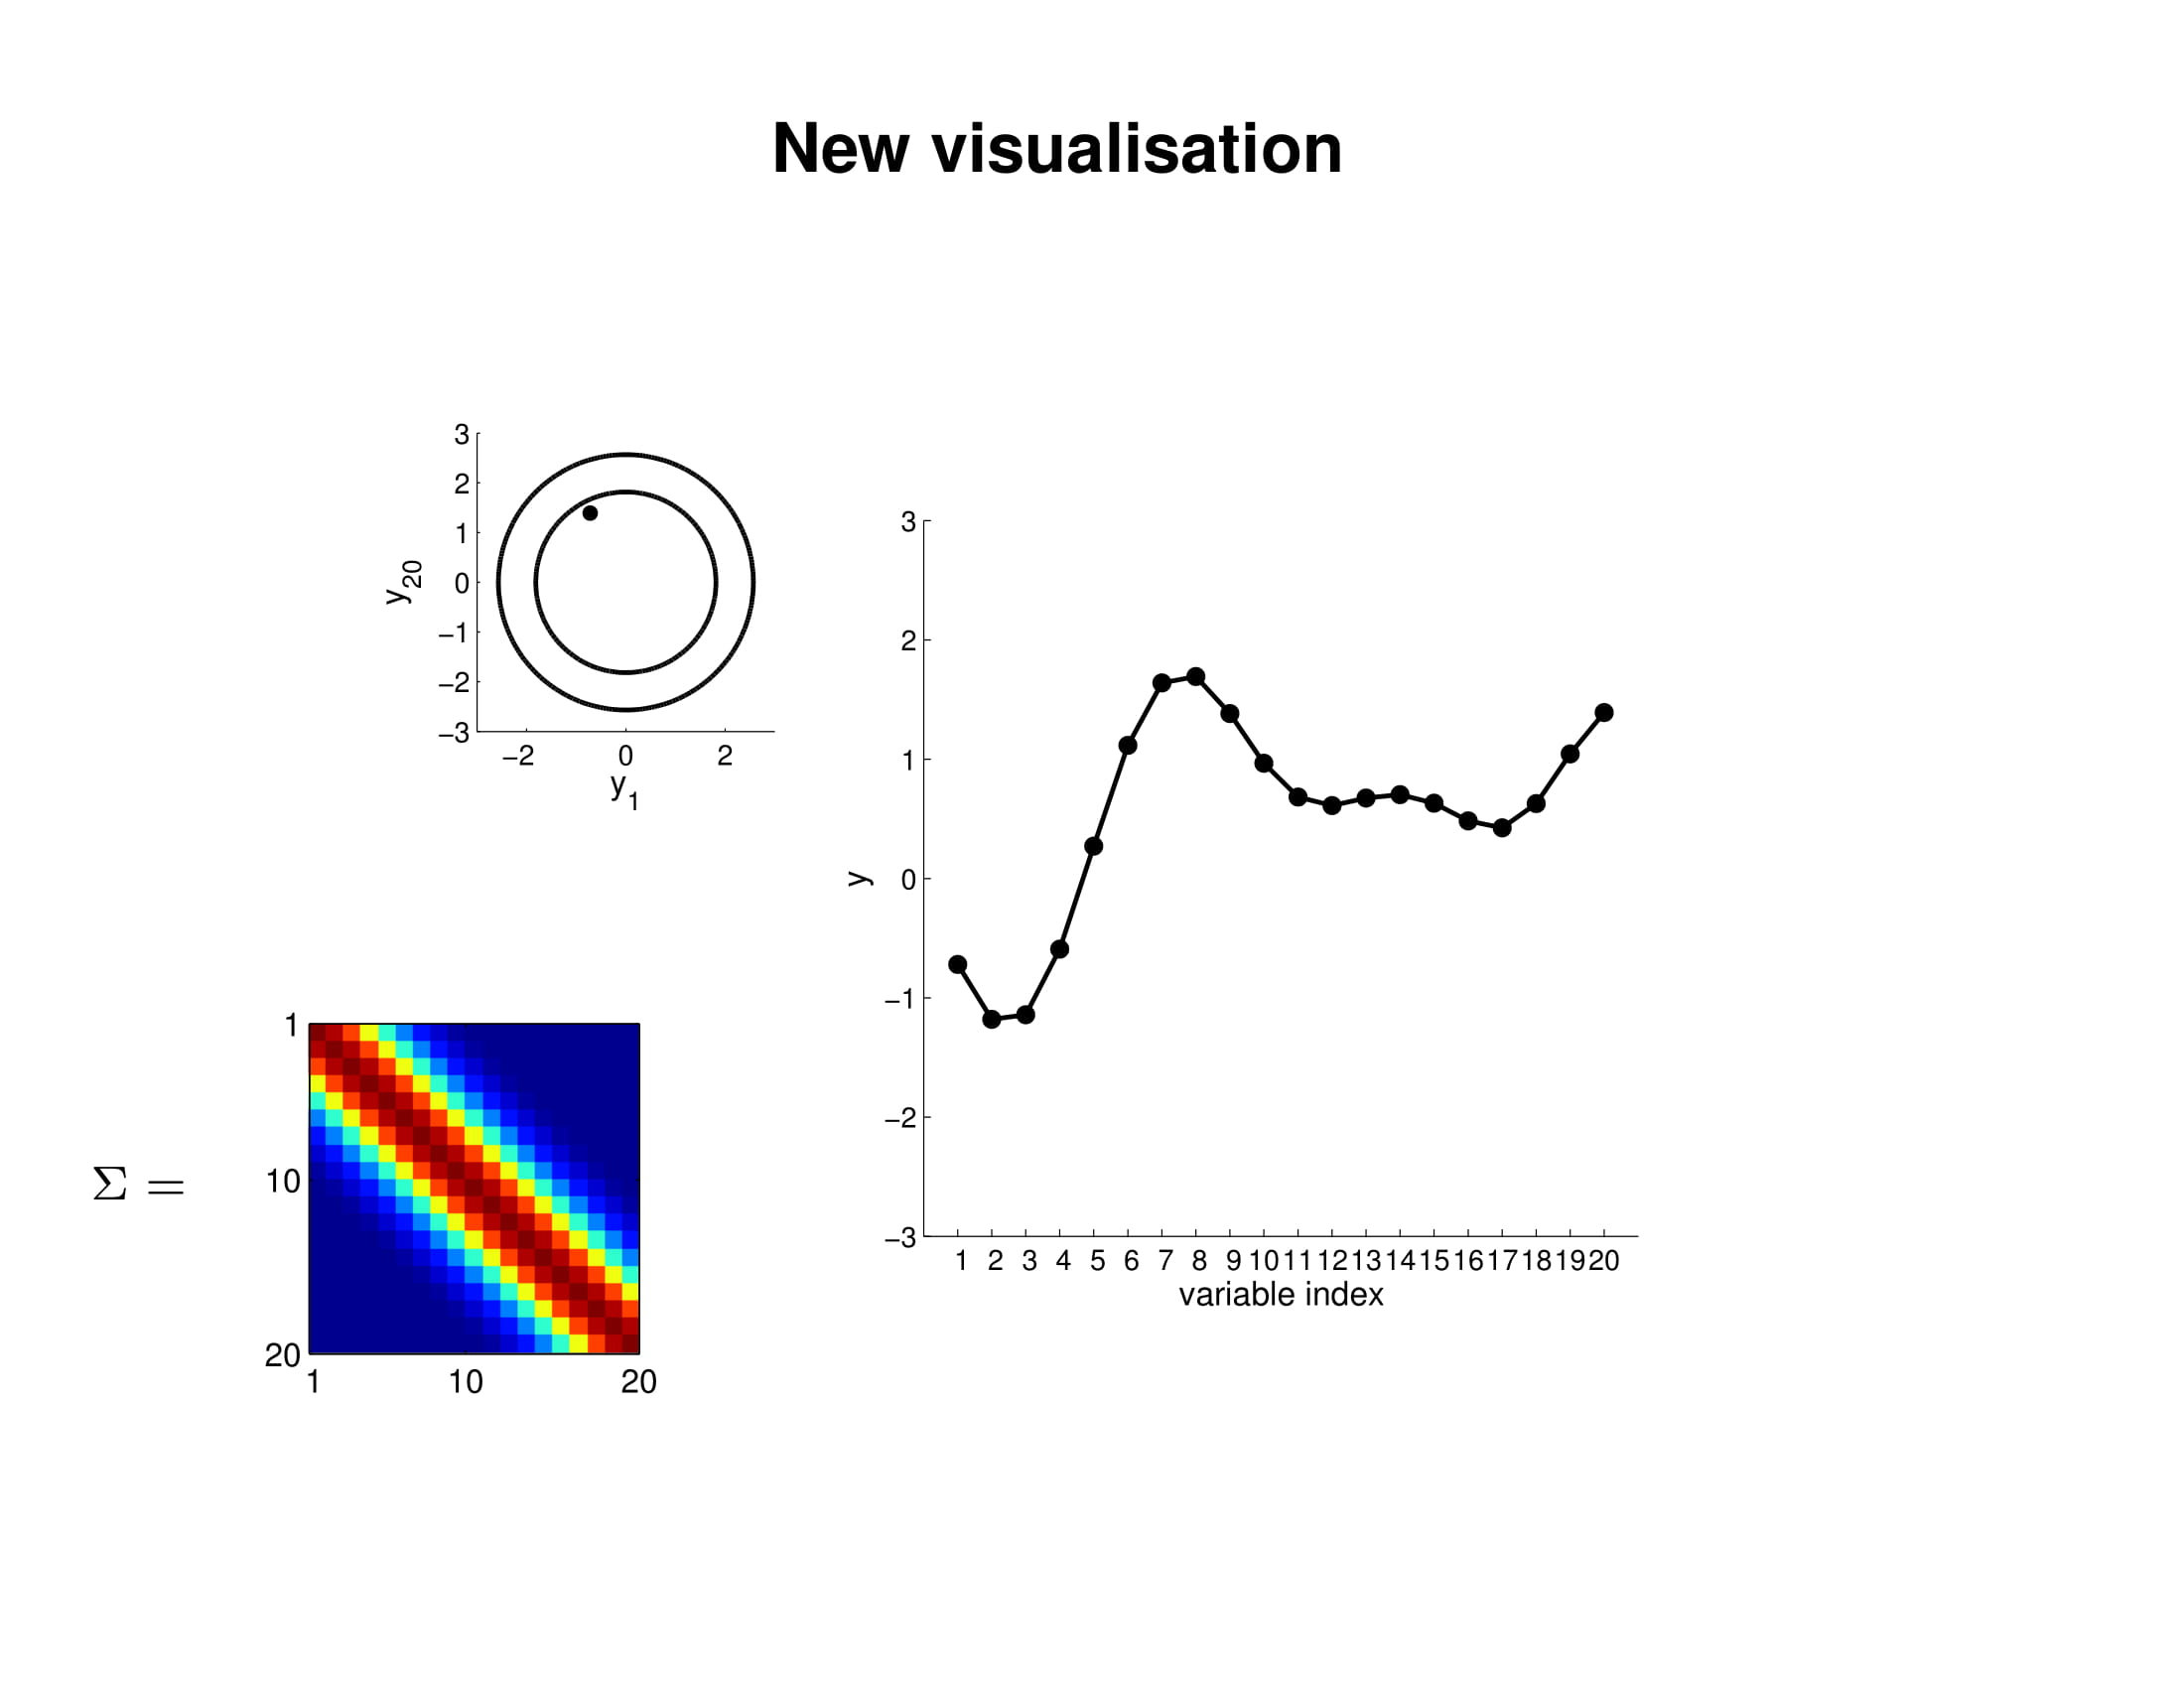 New visualisation
3
2
1
0
−1
−2
−3
y20
−2 0 2
y1
3
2
1
0
−1
−2
−3
y
1 2 3 4 5 6 7 8 9 10 11 12 13 14 15 16 17 18 19 20
variable index
Σ =
1
10
20
1 10 20